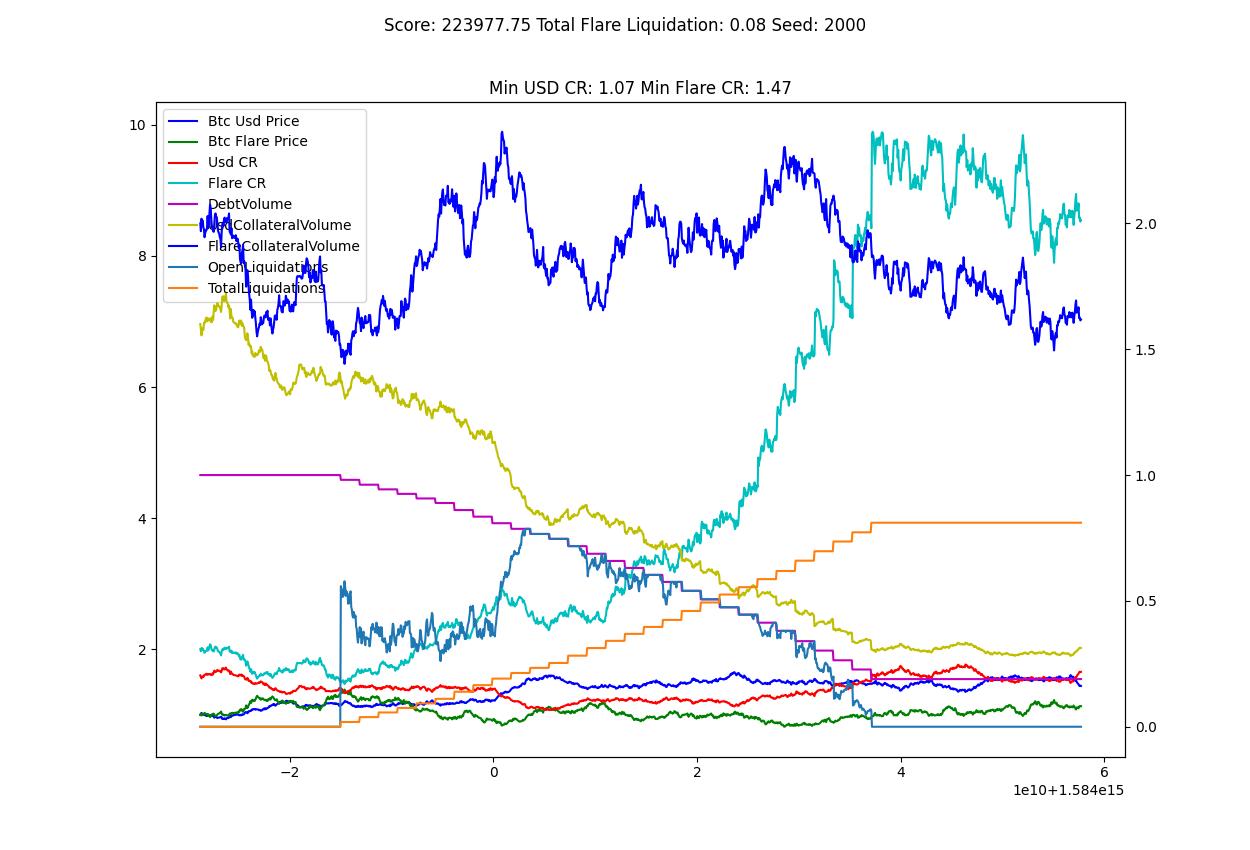 Score: 223977.75 Total Flare Liquidation: 0.08 Seed: 2000
Min USD CR: 1.07 Min Flare CR: 1.47
Btc Usd Price
Btc Flare Price
Usd CR
Flare CR
DebtVolume
UsdCollateralVolume
FlareCollateralVolume
OpenLiquidations
TotalLiquidations
10
8
6
4
2
2.0
1.5
1.0
0.5
0.0
−2
0
2
4
6
1e10+1.584e15